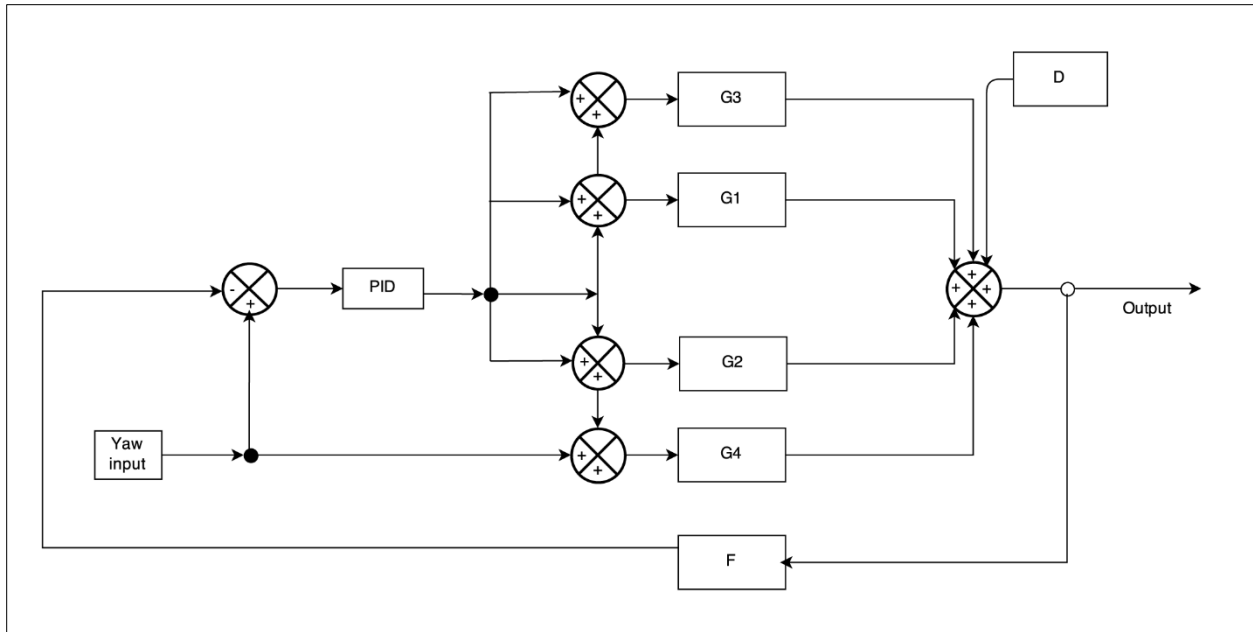 D
G3
+
+
G1
+
+
-
+
PID
+
+
+
+
Output
+
+
G2
Yaw
input
+
+
G4
F